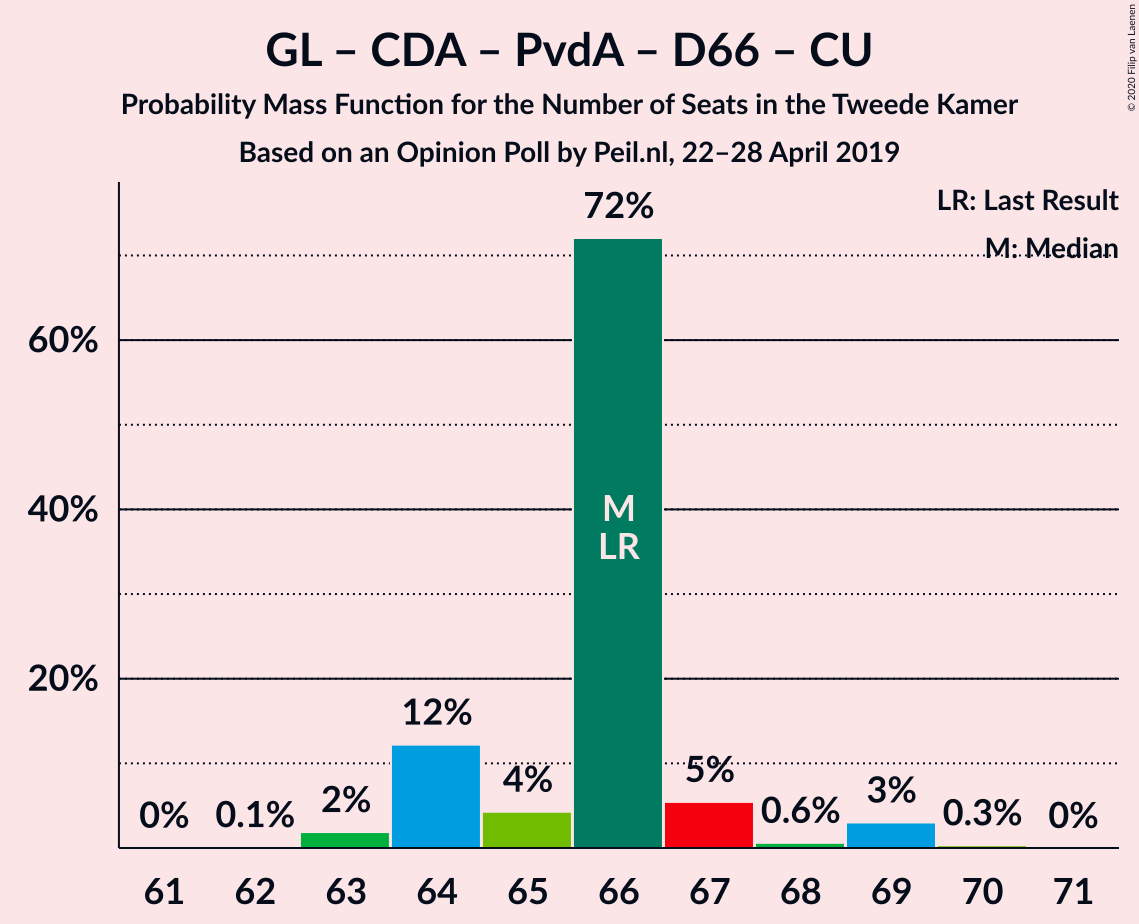 GL – CDA – PvdA – D66 – CU
Probability Mass Function for the Number of Seats in the Tweede Kamer
Based on an Opinion Poll by Peil.nl, 22–28 April 2019
© 2020 Filip van Laenen
LR: Last Result
M: Median
60%
40%
20%
0%
0.1%
2%
12%
4%
72%
M
LR
5%
0.6%
3%
0.3%
0%
61 62 63 64 65 66 67 68 69 70 71